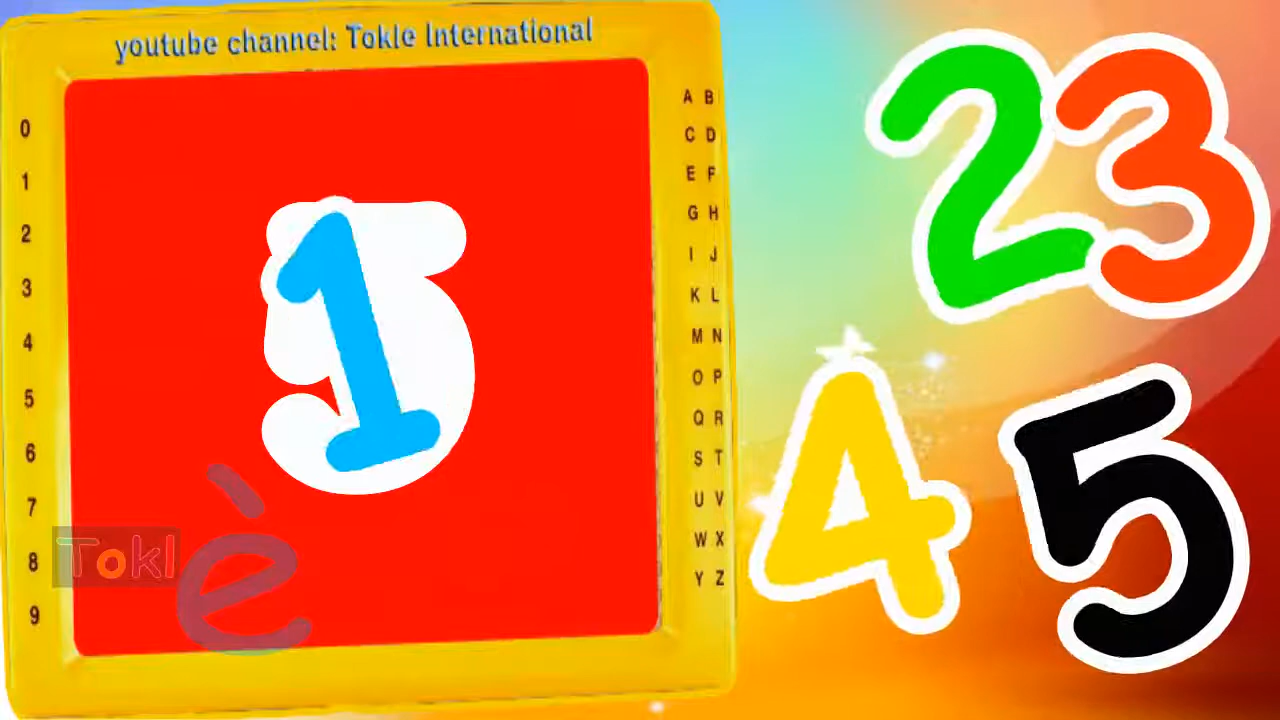 youtube channel: Tokle International
0
1
2
3
4
5
6
7
8
9
1
Toklè
A B
C D
E F
G H
I J
K L
M N
O P
Q R
S T
U V
W X
Y Z
2 3
4 5